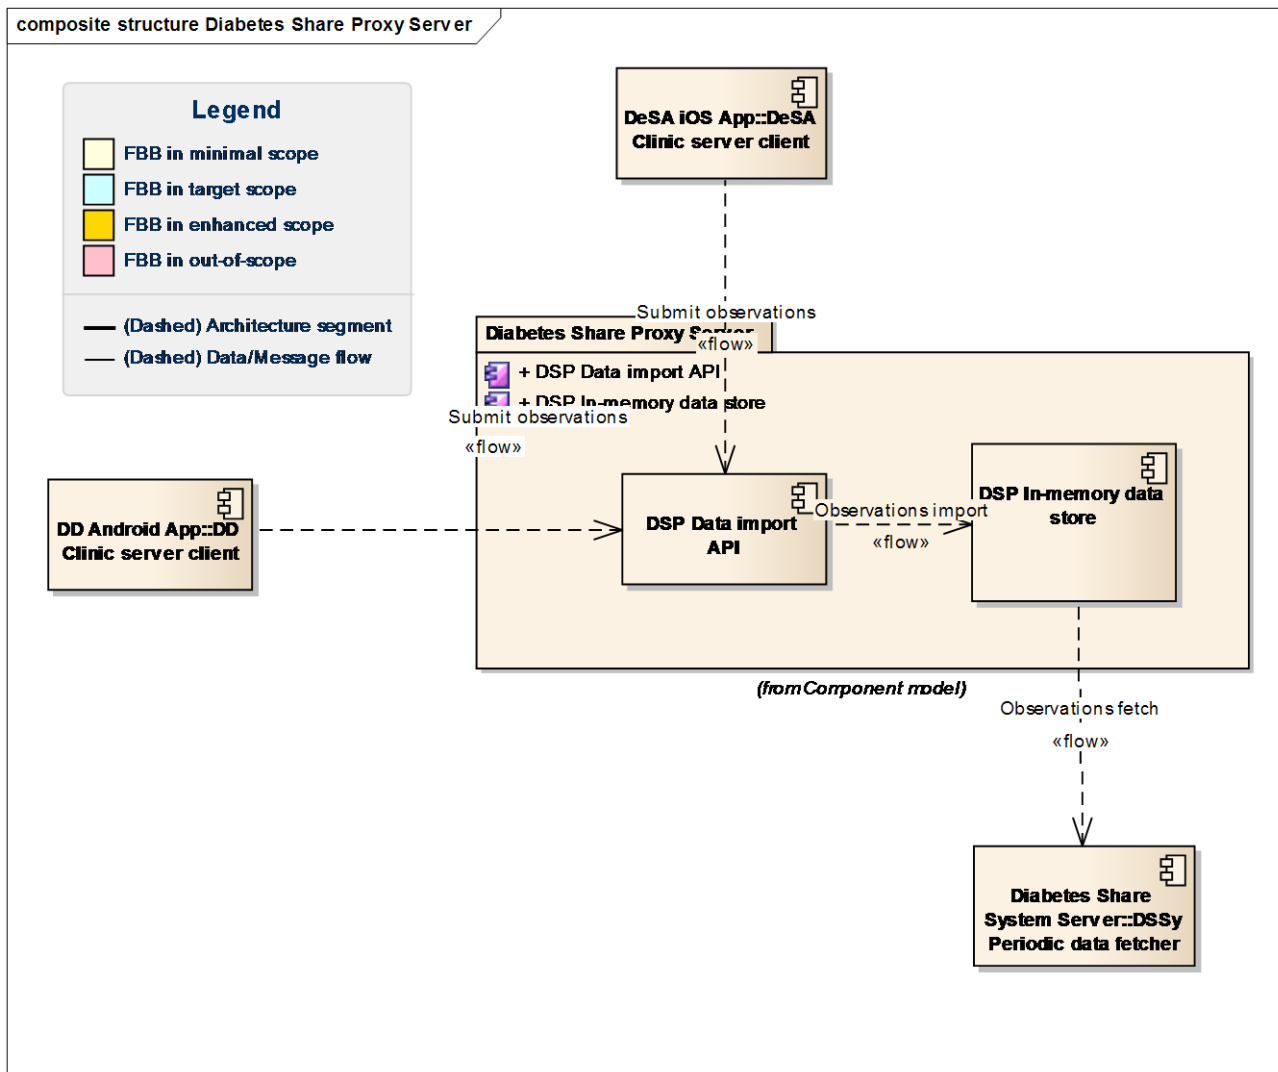 composite structure Diabetes Share Proxy Server
Legend
FBB in minimal scope
FBB in target scope
FBB in enhanced scope
FBB in out-of-scope
(Dashed) Architecture segment
(Dashed) Data/Message flow
DeSA iOS App::DeSA
Clinic server client
Submit observations
«flow»
Diabetes Share Proxy Server
+ DSP Data import API
+ DSP In-memory data store
Submit observations
«flow»
DD Android App::DD
Clinic server client
DSP Data import
API
Observations import
«flow»
DSP In-memory data
store
(from Component model)
Observations fetch
«flow»
Diabetes Share
System Server::DSSy
Periodic data fetcher